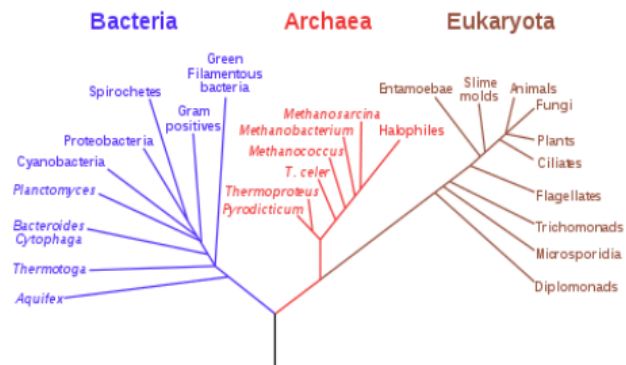 Bacteria
Archaea
Eukaryota
Green
Filamentous
bacteria
Spirochetes
Gram
positives
Proteobacteria
Cyanobacteria
Planctomyces
Bacteroides
Cytophaga
Thermotoga
Aquifex
Methanosarcina
Methanobacterium
Halophiles
Methanococcus
T. celer
Thermoproteus
Pyrodicticum
Entamoebae
Slime
molds
Animals
Fungi
Plants
Ciliates
Flagellates
Trichomonads
Microsporidia
Diplomonads